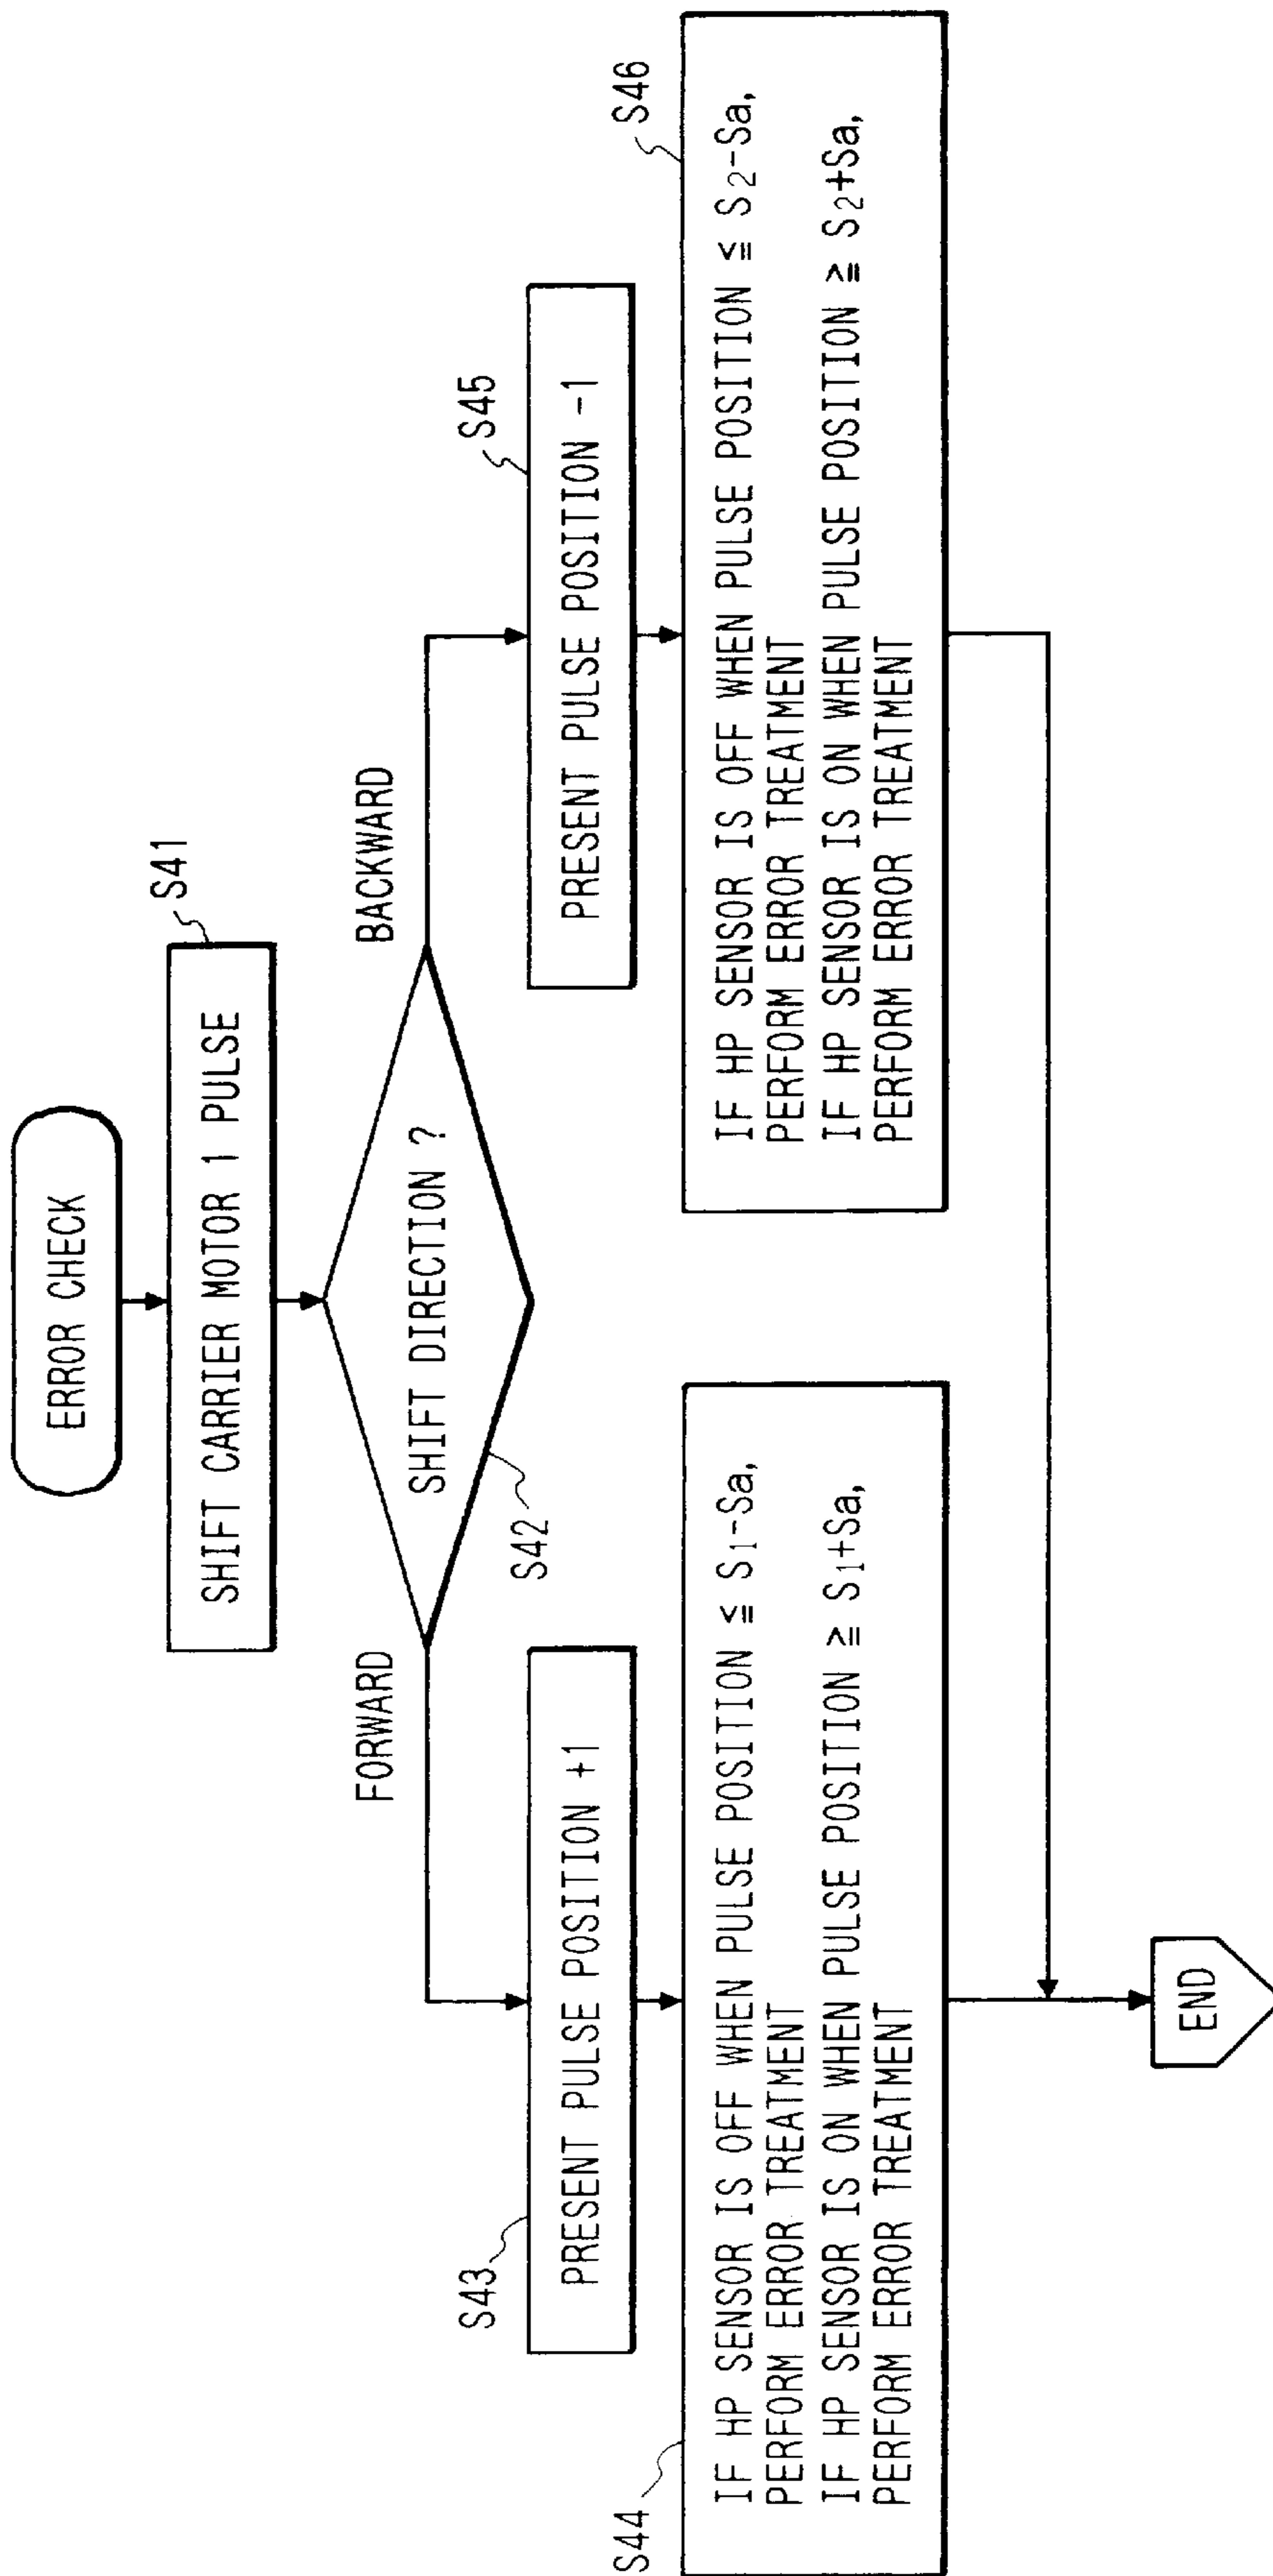 ERROR CHECK
S41
SHIFT CARRIER MOTOR 1 PULSE
SHIFT DIRECTION ?
S42
FORWARD
BACKWARD
S43
PRESENT PULSE POSITION +1
S45
PRESENT PULSE POSITION -1
S44
IF HP SENSOR IS OFF WHEN PULSE POSITION ≦ S1-Sa,
PERFORM ERROR TREATMENT
IF HP SENSOR IS ON WHEN PULSE POSITION ≧ S1+Sa,
PERFORM ERROR TREATMENT
S46
IF HP SENSOR IS OFF WHEN PULSE POSITION ≦ S2-Sa,
PERFORM ERROR TREATMENT
IF HP SENSOR IS ON WHEN PULSE POSITION ≧ S2+Sa,
PERFORM ERROR TREATMENT
END